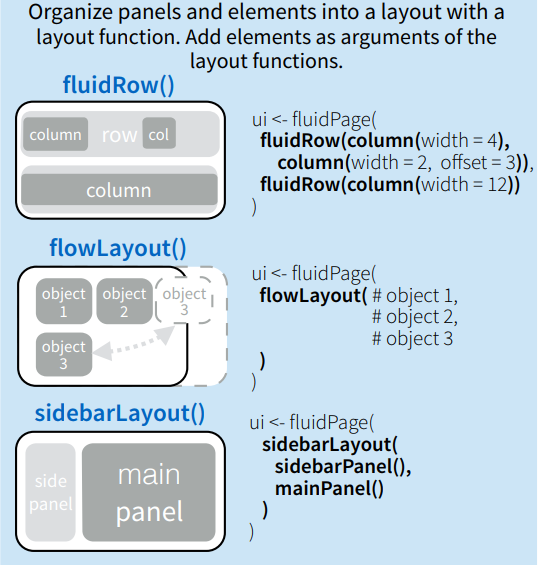 Organize panels and elements into a layout with a
layout function. Add elements as arguments of the
layout functions.
fluidRow()
column
row
col
column
ui <- fluidPage(
fluidRow(column(width = 4),
column(width = 2, offset = 3)),
fluidRow(column(width = 12))
)
flowLayout()
object
1
object
2
object
3
object
3
ui <- fluidPage(
flowLayout( # object 1,
# object 2,
# object 3
)
)
sidebarLayout()
side
panel
main
panel
ui <- fluidPage(
sidebarLayout(
sidebarPanel(),
mainPanel()
)
)